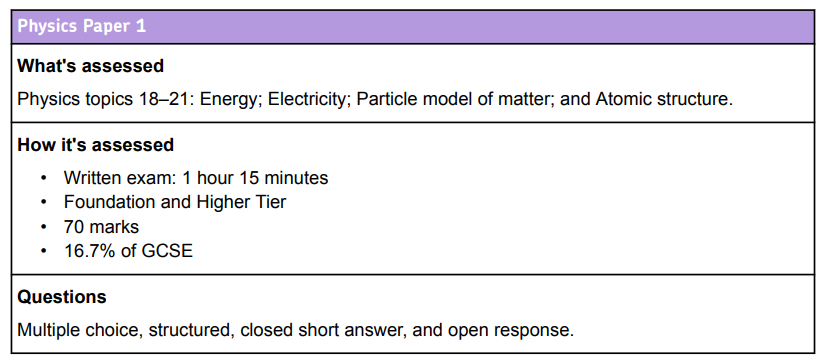 Physics Paper 1
What's assessed
Physics topics 18–21: Energy; Electricity; Particle model of matter; and Atomic structure.
How it's assessed
• Written exam: 1 hour 15 minutes
• Foundation and Higher Tier
• 70 marks
• 16.7% of GCSE
Questions
Multiple choice, structured, closed short answer, and open response.